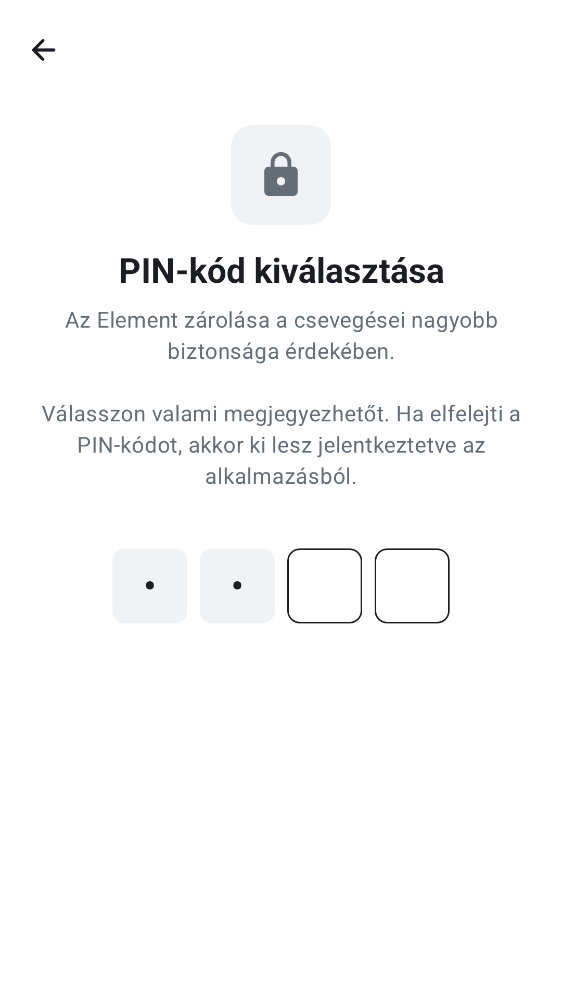 PIN-kód kiválasztása
Az Element zárolása a csevegései nagyobb
biztonsága érdekében.
Válasszon valami megjegyezhetőt. Ha elfelejti a
PIN-kódot, akkor ki lesz jelentkeztetve az
alkalmazásból.